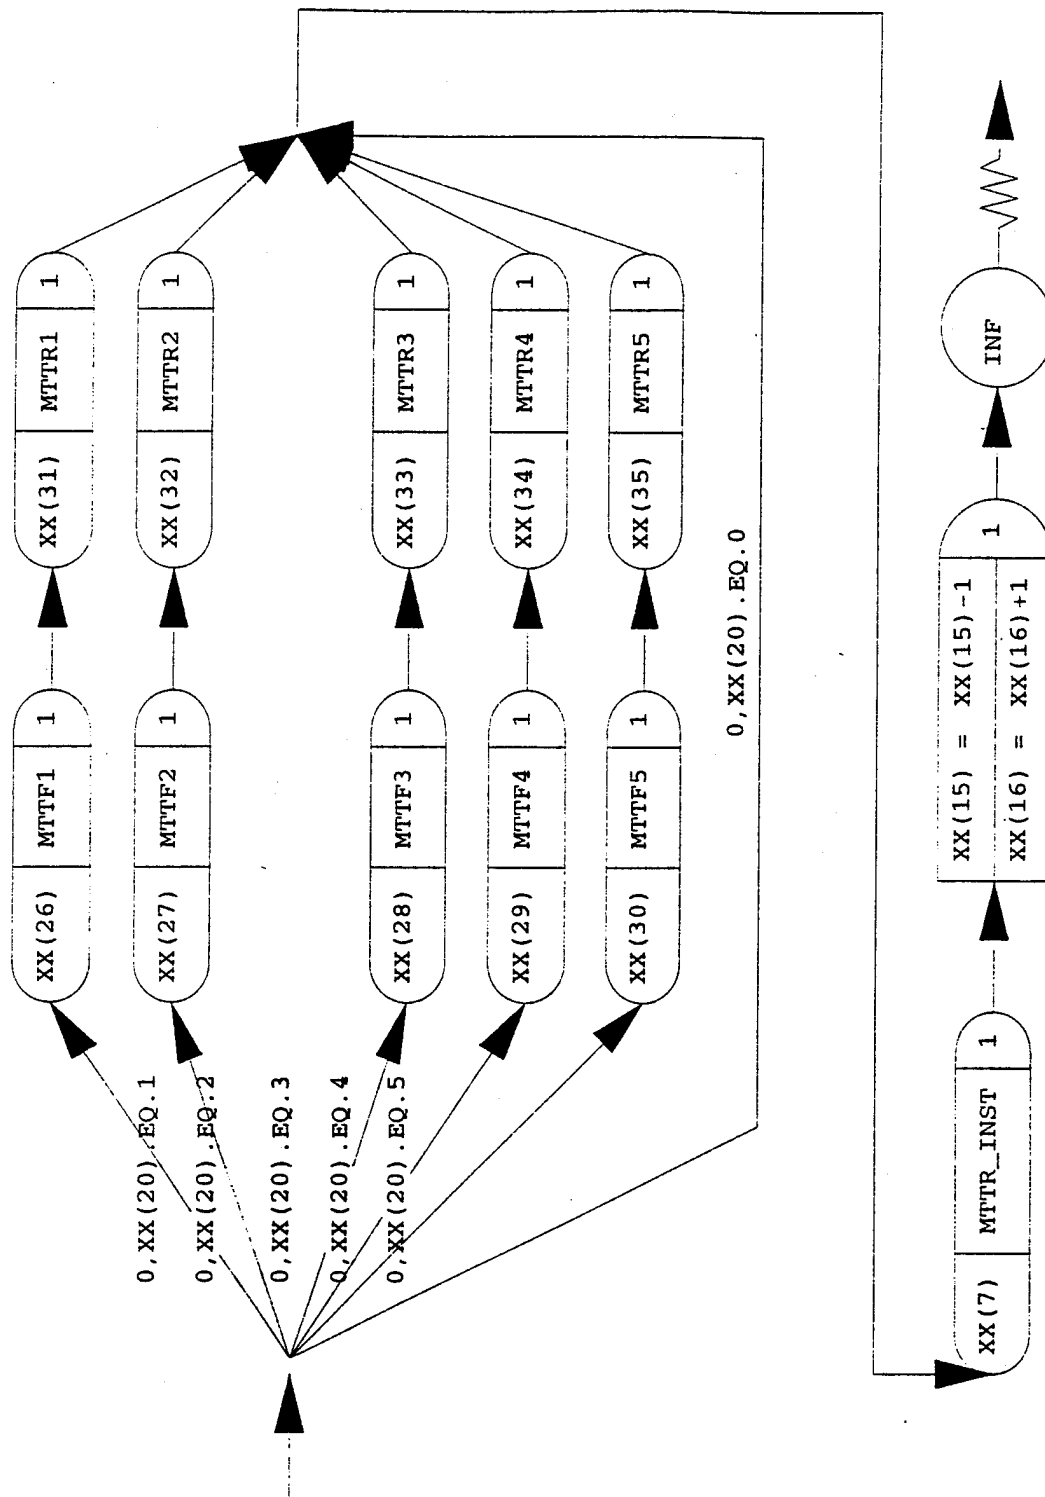 0,XX(20).EQ.1
0,XX(20).EQ.2
0,XX(20).EQ.3
0,XX(20).EQ.4
0,XX(20).EQ.5
0,XX(20).EQ.0
XX(26) MTTF1 1
XX(31) MTTR1 1
XX(27) MTTF2 1
XX(32) MTTR2 1
XX(28) MTTF3 1
XX(33) MTTR3 1
XX(29) MTTF4 1
XX(34) MTTR4 1
XX(30) MTTF5 1
XX(35) MTTR5 1
XX(7) MTTR_INST 1
XX(15) = XX(15)-1
XX(16) = XX(16)+1
1
INF